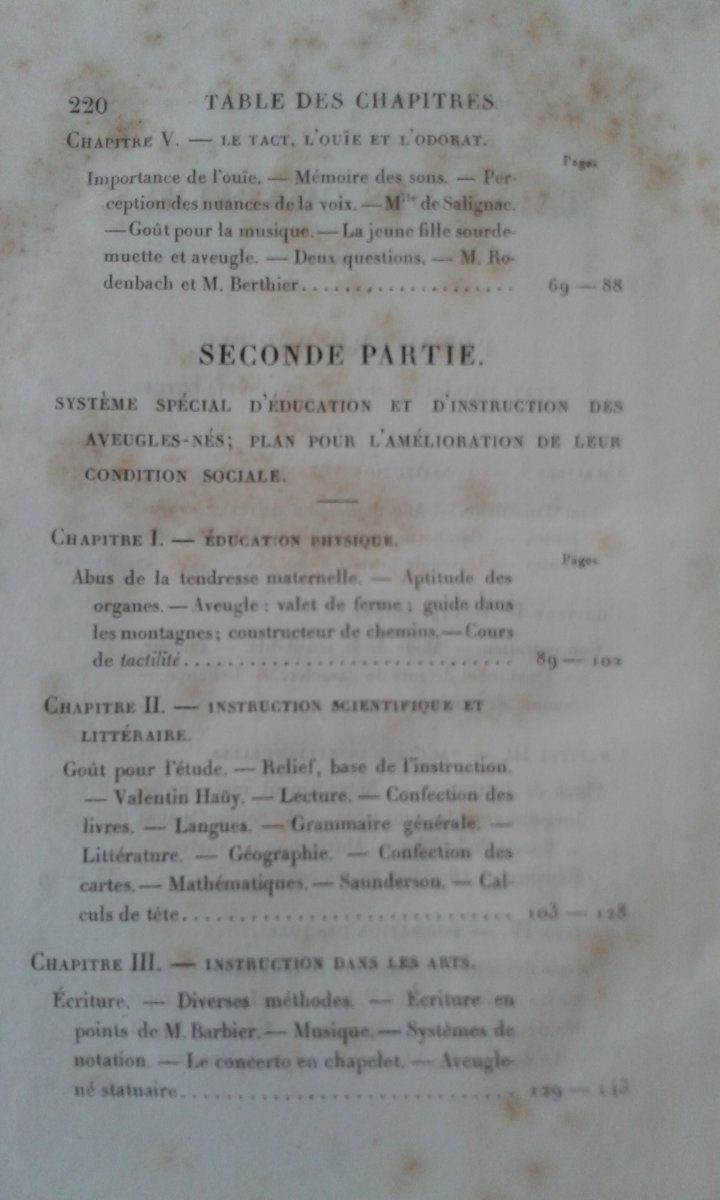 220 TABLE DES CHAPITRES.
CHAPITRE V. — LE TACT, L'OUÏE ET L'ODORAT.
Pages
Importance de l'ouïe. — Mémoire des sons. — Per-
ception des nuances de la voix. — Mlle de Salignac.
— Goût pour la musique. — La jeune fille sourde-
muette et aveugle. — Deux questions. — M. Ro-
denbach et M. Berthier.................... 69 — 88
SECONDE PARTIE.
SYSTÈME SPÉCIAL D'ÉDUCATION ET D'INSTRUCTION DES
AVEUGLES-NÉS; PLAN POUR L'AMÉLIORATION DE LEUR
CONDITION SOCIALE.
CHAPITRE I. — ÉDUCATION PHYSIQUE.
Pages
Abus de la tendresse maternelle. — Aptitude des
organes. — Aveugle : valet de ferme ; guide dans
les montagnes; constructeur de chemins. — Cours
de tactilité.............................. 89 — 102
CHAPITRE II. — INSTRUCTION SCIENTIFIQUE ET
LITTÉRAIRE.
Goût pour l'étude. — Relief, base de l'instruction.
— Valentin Haüy. — Lecture. — Confection des
livres. — Langues. — Grammaire générale. —
Littérature. — Géographie. — Confection des
cartes. — Mathématiques. — Saunderson. — Cal-
culs de tête.............................. 103 — 128
CHAPITRE III. — INSTRUCTION DANS LES ARTS.
Écriture. — Diverses méthodes. — Écriture en
points de M. Barbier. — Musique. — Systèmes de
notation. — Le concerto en chapelet. — Aveugle-
né statuaire.............................. 129 — 143